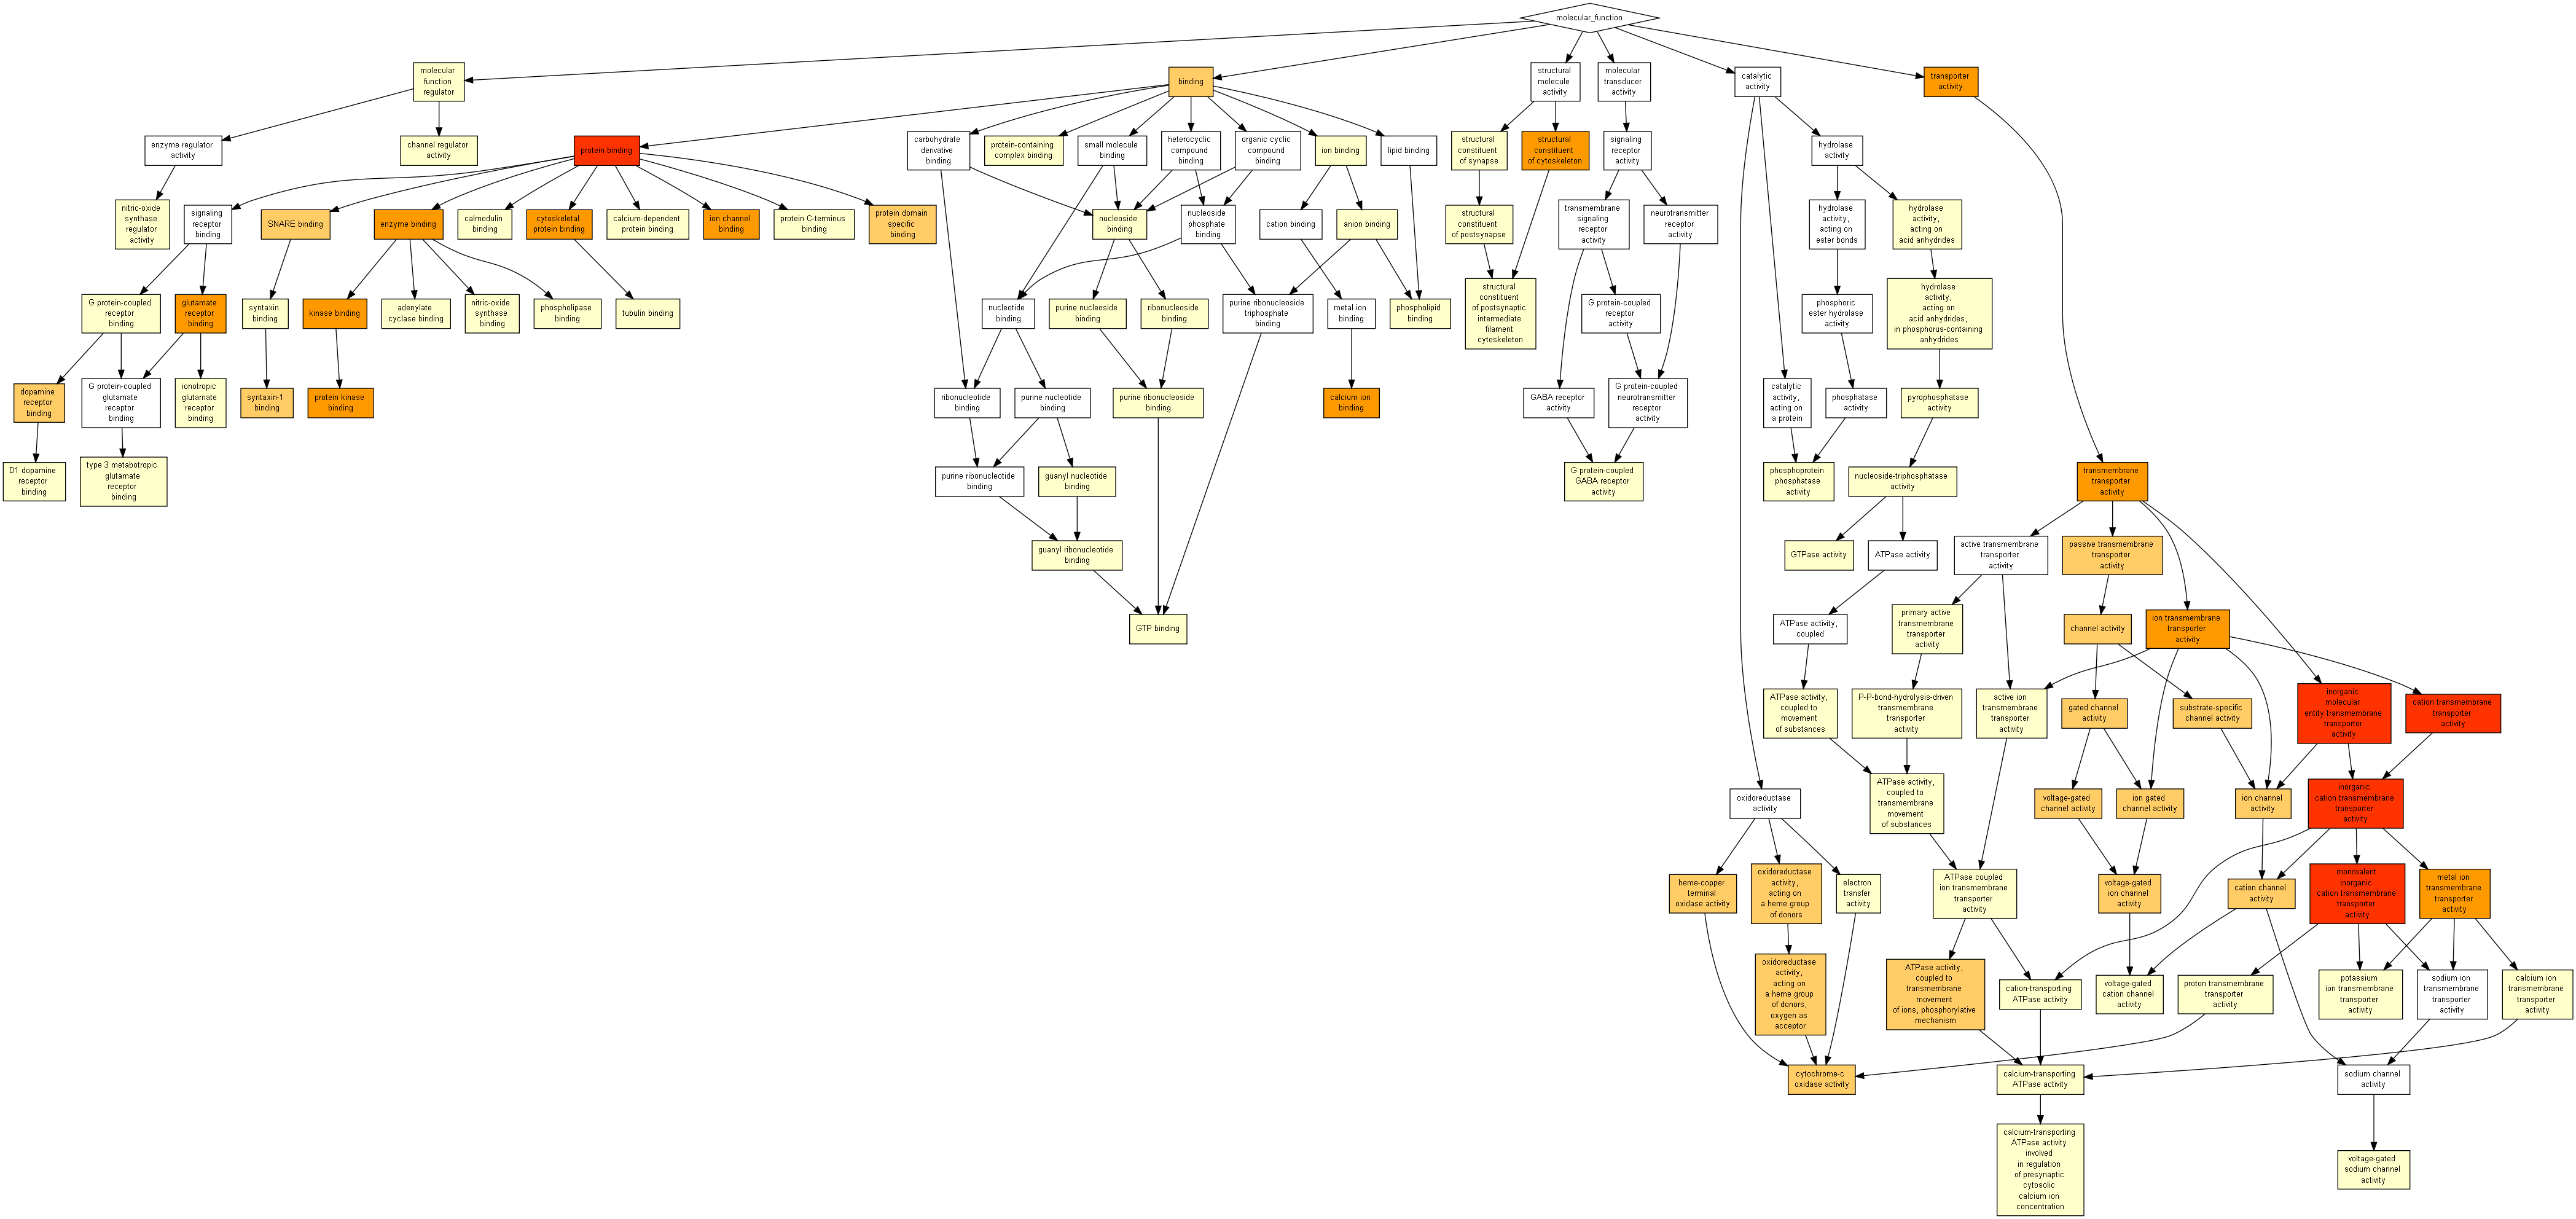 molecular_function
molecular
function
regulator
binding
structural
molecule
activity
molecular
transducer
activity
catalytic
activity
transporter
activity
enzyme regulator
activity
channel regulator
activity
protein binding
carbohydrate
derivative
binding
protein-containing
complex binding
small molecule
binding
heterocyclic
compound
binding
organic cyclic
compound
binding
ion binding
lipid binding
structural
constituent
of synapse
structural
constituent
of cytoskeleton
signaling
receptor
activity
hydrolase
activity
nitric-oxide
synthase
regulator
activity
signaling
receptor
binding
SNARE binding
enzyme binding
calmodulin
binding
cytoskeletal
protein binding
calcium-dependent
protein binding
ion channel
binding
protein C-terminus
binding
protein domain
specific
binding
nucleoside
binding
nucleoside
phosphate
binding
cation binding
anion binding
structural
constituent
of postsynapse
transmembrane
signaling
receptor
activity
neurotransmitter
receptor
activity
hydrolase
activity,
acting on
ester bonds
hydrolase
activity,
acting on
acid anhydrides
G protein-coupled
receptor
binding
glutamate
receptor
binding
syntaxin
binding
kinase binding
adenylate
cyclase binding
nitric-oxide
synthase
binding
phospholipase
binding
tubulin binding
nucleotide
binding
purine nucleoside
binding
ribonucleoside
binding
purine ribonucleoside
triphosphate
binding
metal ion
binding
phospholipid
binding
structural
constituent
of postsynaptic
intermediate
filament
cytoskeleton
G protein-coupled
receptor
activity
phosphoric
ester hydrolase
activity
hydrolase
activity,
acting on
acid anhydrides,
in phosphorus-containing
anhydrides
dopamine
receptor
binding
G protein-coupled
glutamate
receptor
binding
ionotropic
glutamate
receptor
binding
syntaxin-1
binding
protein kinase
binding
ribonucleotide
binding
purine nucleotide
binding
purine ribonucleoside
binding
calcium ion
binding
GABA receptor
activity
G protein-coupled
neurotransmitter
receptor
activity
catalytic
activity,
acting on
a protein
phosphatase
activity
pyrophosphatase
activity
D1 dopamine
receptor
binding
type 3 metabotropic
glutamate
receptor
binding
purine ribonucleotide
binding
guanyl nucleotide
binding
G protein-coupled
GABA receptor
activity
phosphoprotein
phosphatase
activity
nucleoside-triphosphatase
activity
transmembrane
transporter
activity
guanyl ribonucleotide
binding
GTPase activity
ATPase activity
active transmembrane
transporter
activity
passive transmembrane
transporter
activity
GTP binding
ATPase activity,
coupled
primary active
transmembrane
transporter
activity
channel activity
ion transmembrane
transporter
activity
ATPase activity,
coupled to
movement
of substances
P-P-bond-hydrolysis-driven
transmembrane
transporter
activity
active ion
transmembrane
transporter
activity
gated channel
activity
substrate-specific
channel activity
inorganic
molecular
entity transmembrane
transporter
activity
cation transmembrane
transporter
activity
oxidoreductase
activity
ATPase activity,
coupled to
transmembrane
movement
of substances
voltage-gated
channel activity
ion gated
channel activity
ion channel
activity
inorganic
cation transmembrane
transporter
activity
heme-copper
terminal
oxidase activity
oxidoreductase
activity,
acting on
a heme group
of donors
electron
transfer
activity
ATPase coupled
ion transmembrane
transporter
activity
voltage-gated
ion channel
activity
cation channel
activity
monovalent
inorganic
cation transmembrane
transporter
activity
metal ion
transmembrane
transporter
activity
oxidoreductase
activity,
acting on
a heme group
of donors,
oxygen as
acceptor
ATPase activity,
coupled to
transmembrane
movement
of ions, phosphorylative
mechanism
cation-transporting
ATPase activity
voltage-gated
cation channel
activity
proton transmembrane
transporter
activity
potassium
ion transmembrane
transporter
activity
sodium ion
transmembrane
transporter
activity
calcium ion
transmembrane
transporter
activity
cytochrome-c
oxidase activity
calcium-transporting
ATPase activity
sodium channel
activity
calcium-transporting
ATPase activity
involved
in regulation
of presynaptic
cytosolic
calcium ion
concentration
voltage-gated
sodium channel
activity